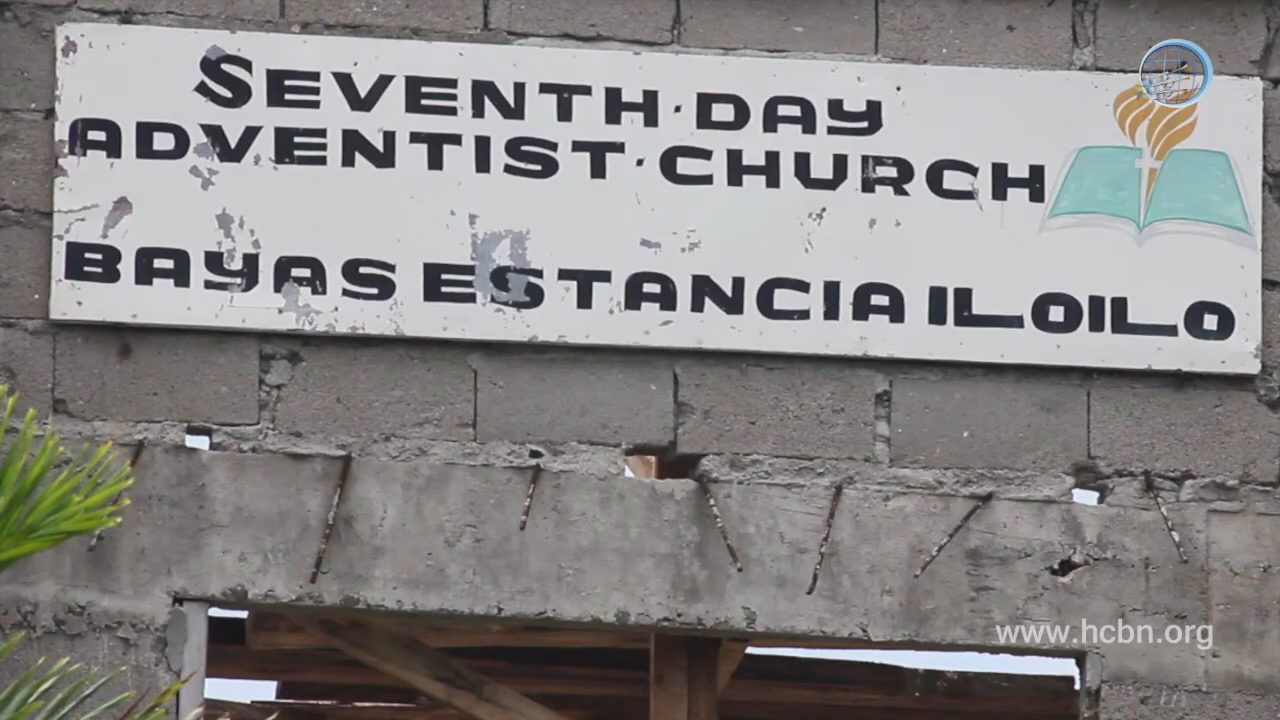 SEVENTH-DAY
ADVENTIST-CHURCH
BAYAS ESTANCIA ILOILO
www.hcbn.org